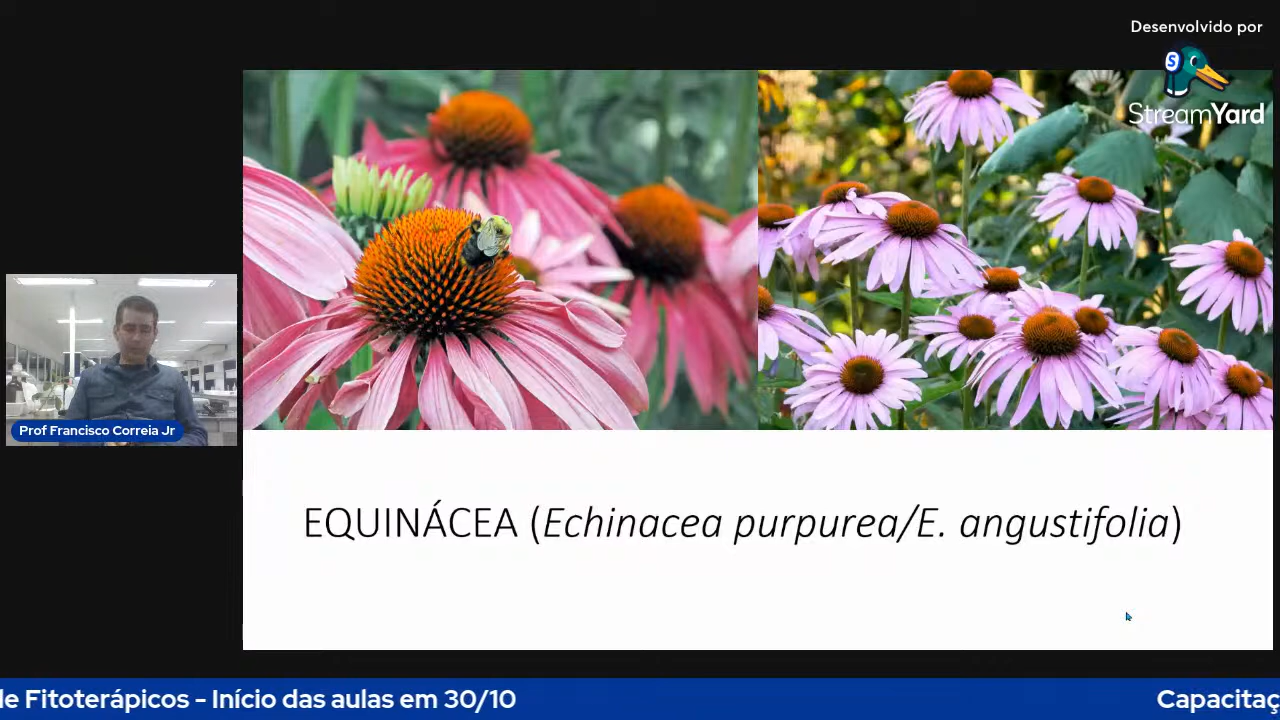 Desenvolvido por
S
StreamYard
Prof Francisco Correia Jr
EQUINÁCEA (Echinacea purpurea/E. angustifolia)
de Fitoterápicos - Início das aulas em 30/10
Capacitaç